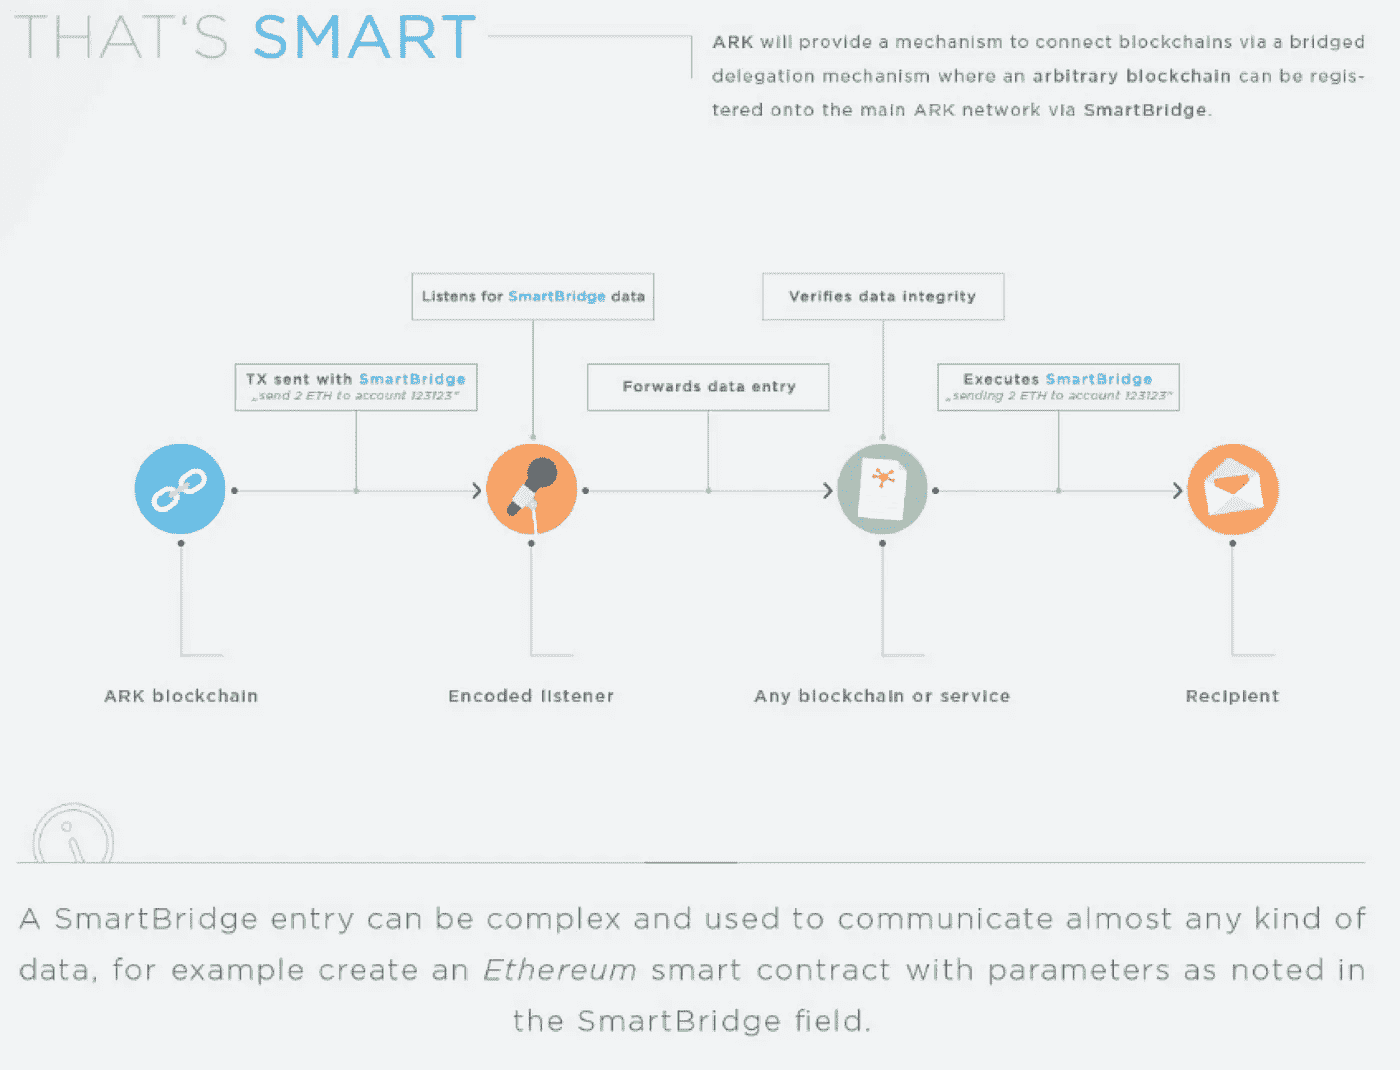 THAT‘S SMART
ARK will provide a mechanism to connect blockchains via a bridged
delegation mechanism where an arbitrary blockchain can be regis-
tered onto the main ARK network via SmartBridge.
Listens for SmartBridge data
Verifies data integrity
TX sent with SmartBridge
„send 2 ETH to account 123123“
Forwards data entry
Executes SmartBridge
„sending 2 ETH to account 123123“
ARK blockchain
Encoded listener
Any blockchain or service
Recipient
A SmartBridge entry can be complex and used to communicate almost any kind of
data, for example create an Ethereum smart contract with parameters as noted in
the SmartBridge field.